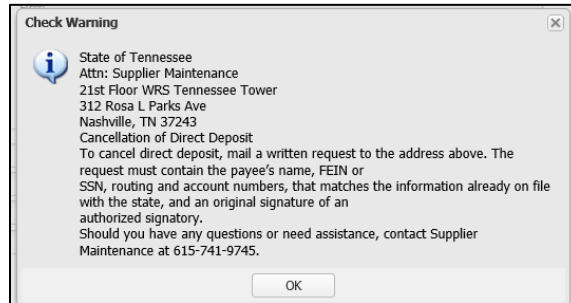 Check Warning
State of Tennessee
Attn: Supplier Maintenance
21st Floor WRS Tennessee Tower
312 Rosa L Parks Ave
Nashville, TN 37243
Cancellation of Direct Deposit
To cancel direct deposit, mail a written request to the address above. The
request must contain the payee's name, FEIN or
SSN, routing and account numbers, that matches the information already on file
with the state, and an original signature of an
authorized signatory.
Should you have any questions or need assistance, contact Supplier
Maintenance at 615-741-9745.
OK